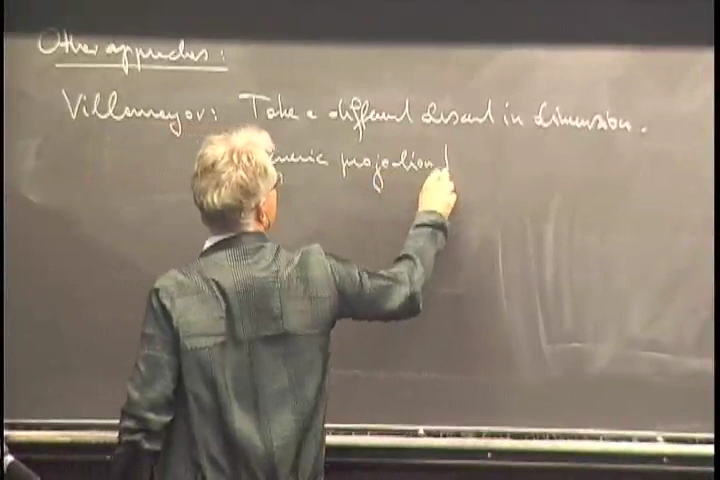 Other approaches:
Villamayor: Take a different descent in dimension.
projection